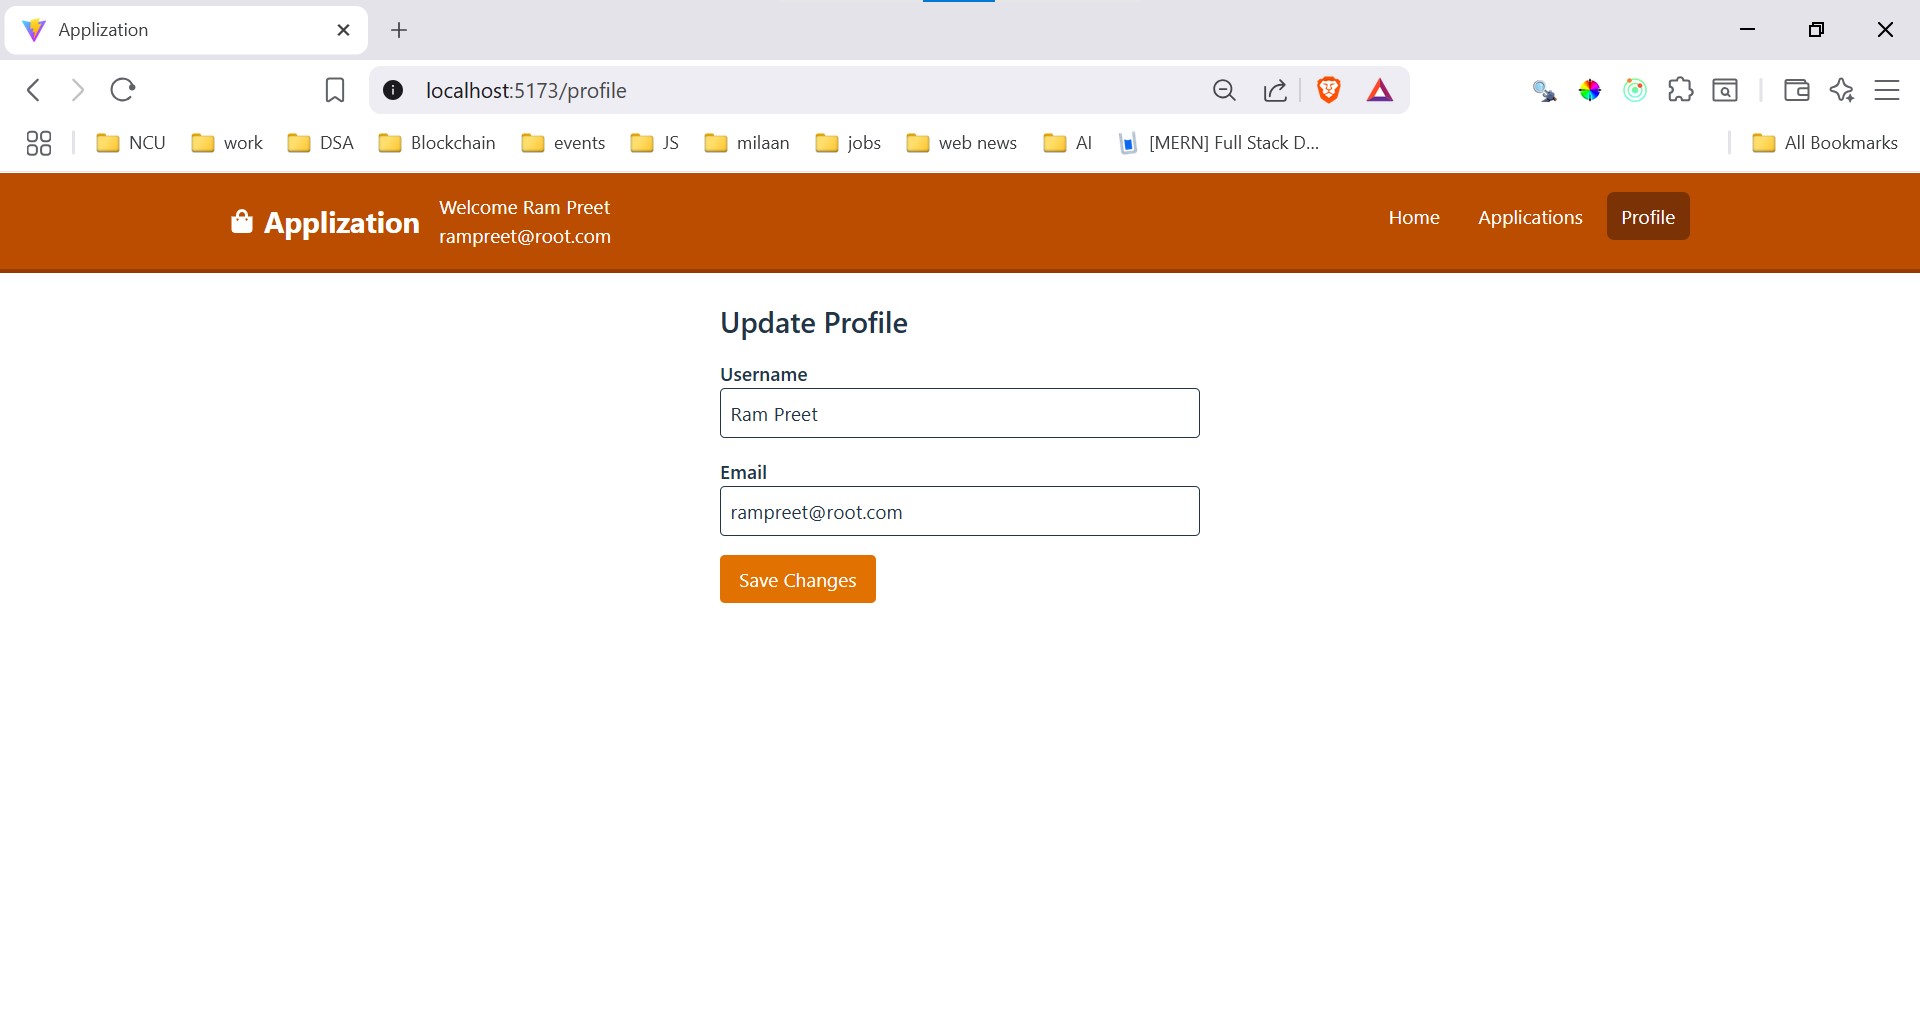 Applization
localhost:5173/profile
NCU work DSA Blockchain events JS milaan jobs web news AI [MERN] Full Stack D... All Bookmarks
Applization
Welcome Ram Preet
rampreet@root.com
Home Applications Profile
Update Profile
Username
Ram Preet
Email
rampreet@root.com
Save Changes